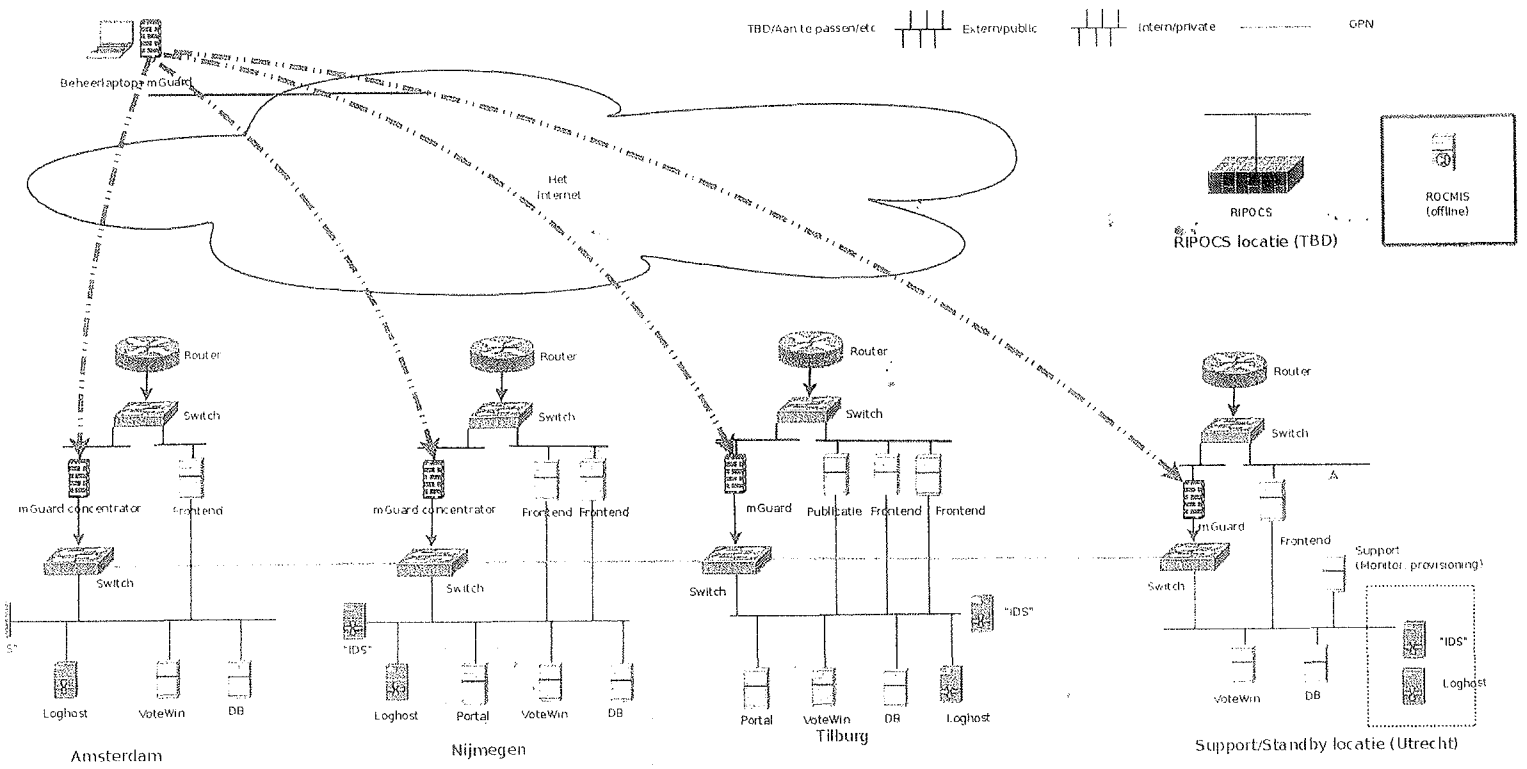 TBD/Aan te passen/etc
Extern/public
Intern/private
GPN
Beheerlaptop
mGuard
Het
Internet
RIPOCS
RIPOCS locatie (TBD)
ROCMIS
(offline)
Router
Switch
mGuard concentrator
Frontend
Switch
S"
Loghost
VoteWin
DB
Amsterdam
Router
Switch
mGuard concentrator
Frontend
Frontend
Switch
"IDS"
Loghost
Portal
VoteWin
DB
Nijmegen
Router
Switch
mGuard
Publicatie
Frontend
Frontend
Switch
"IDS"
Portal
VoteWin
DB
Loghost
Tilburg
Router
Switch
A
mGuard
Frontend
Support
(Monitor, provisioning)
Switch
"IDS"
Loghost
VoteWin
DB
Support/Standby locatie (Utrecht)